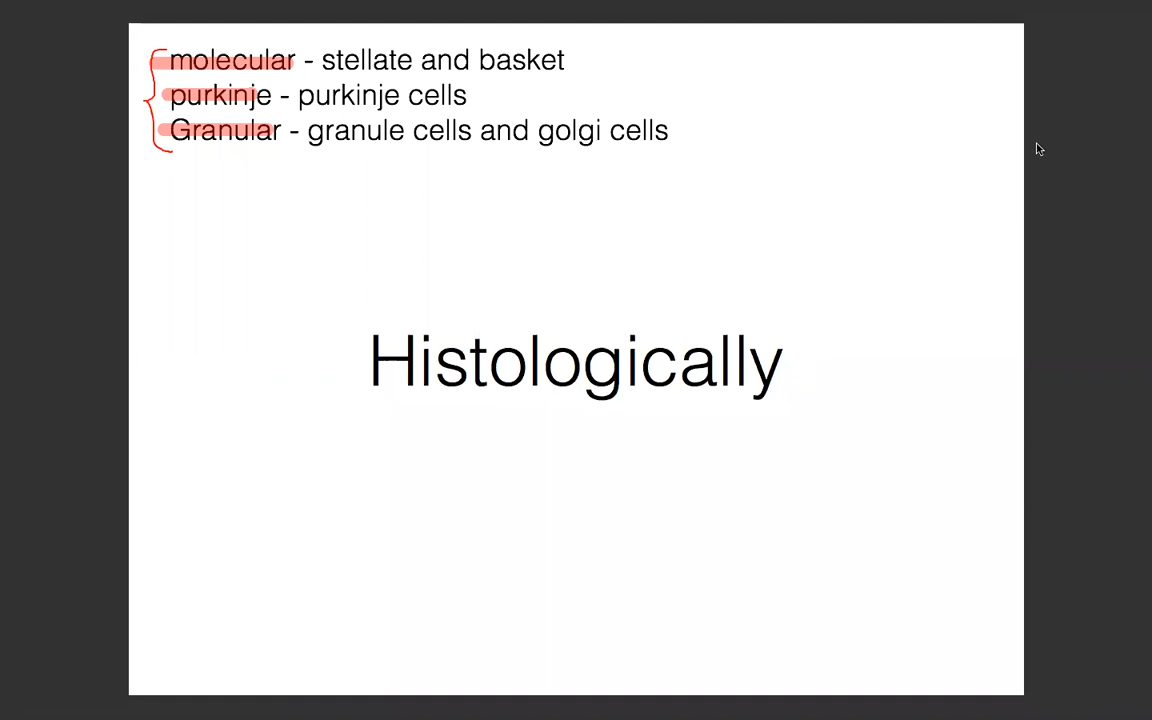 molecular - stellate and basket
purkinje - purkinje cells
Granular - granule cells and golgi cells
Histologically